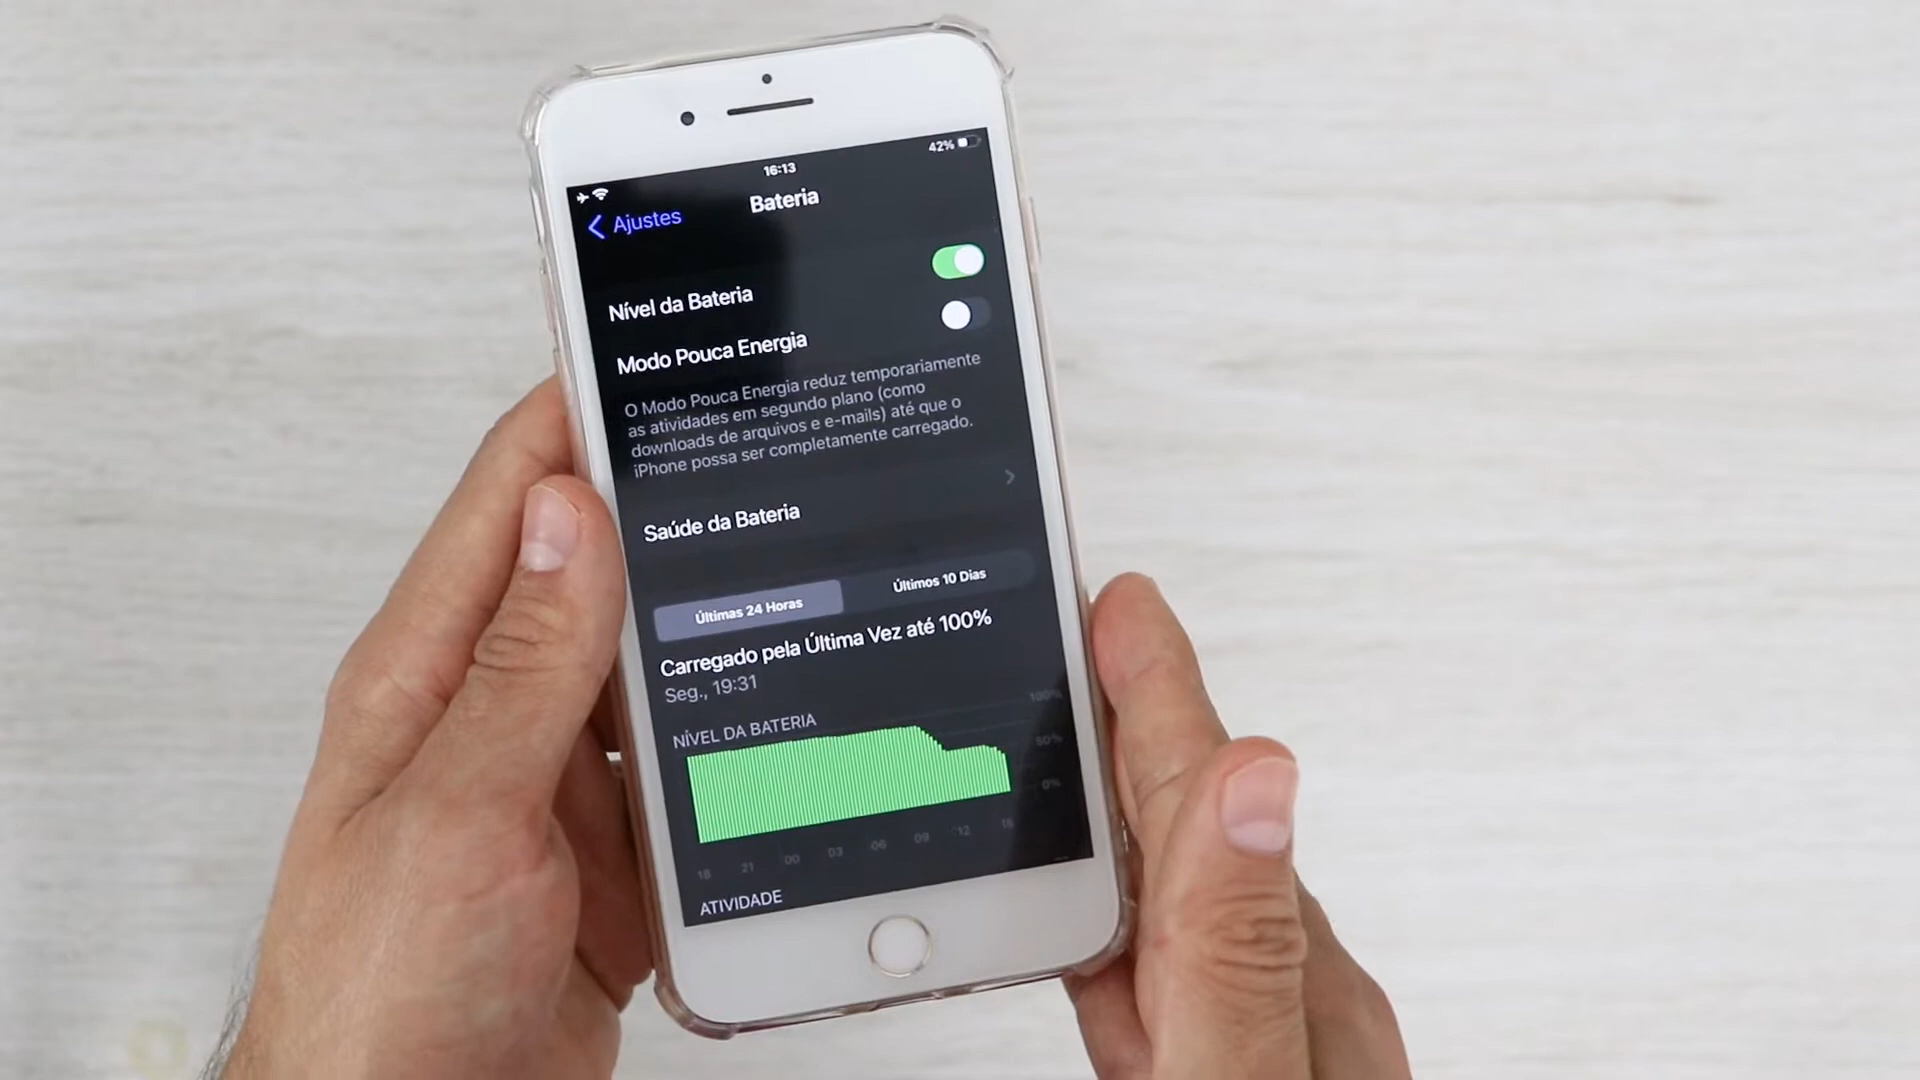 16:13
42%
Ajustes
Bateria
Nível da Bateria
Modo Pouca Energia
O Modo Pouca Energia reduz temporariamente
as atividades em segundo plano (como
downloads de arquivos e e-mails) até que o
iPhone possa ser completamente carregado.
Saúde da Bateria
Últimas 24 Horas
Últimos 10 Dias
Carregado pela Última Vez até 100%
Seg., 19:31
NÍVEL DA BATERIA
100%
50%
0%
18 21 00 03 06 09 12 15
ATIVIDADE